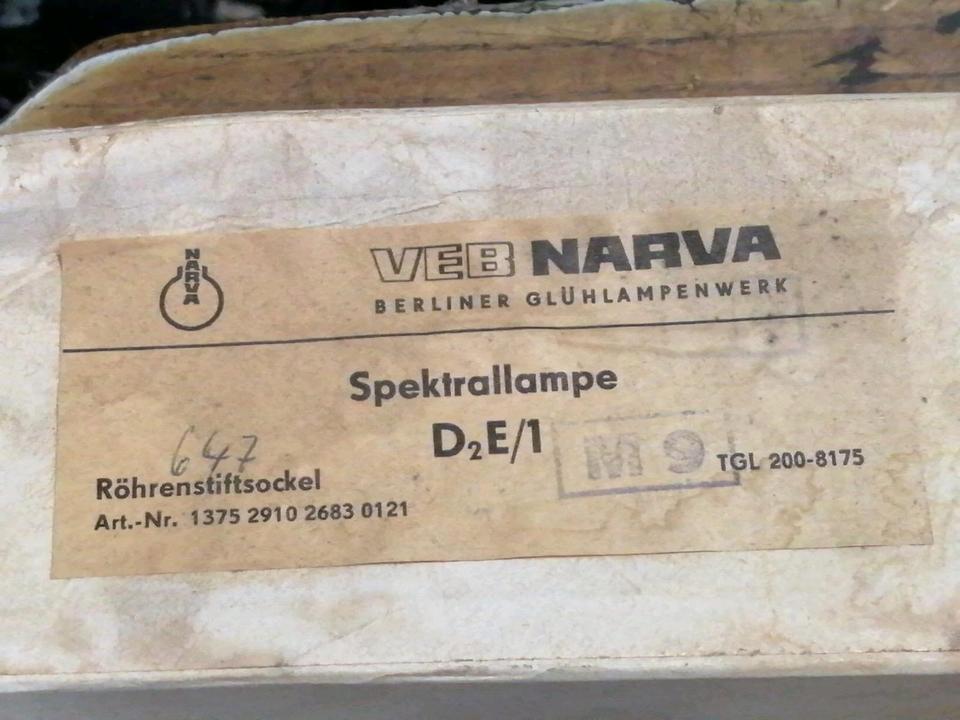 NARVA
VEB NARVA
BERLINER GLÜHLAMPENWERK
Spektrallampe
D₂E/1
M 9
TGL 200-8175
647
Röhrenstiftsockel
Art.-Nr. 1375 2910 2683 0121